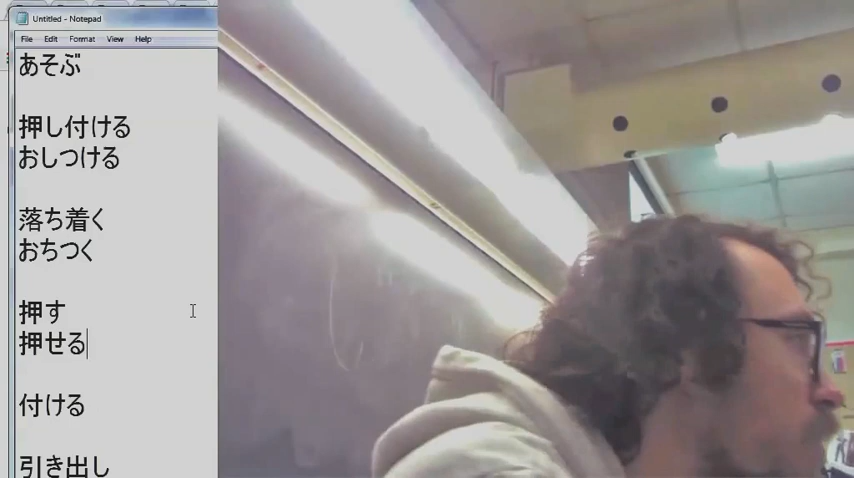 Untitled - Notepad
File Edit Format View Help
あそぶ
押し付ける
おしつける
落ち着く
おちつく
押す
押せる
付ける
引き出し